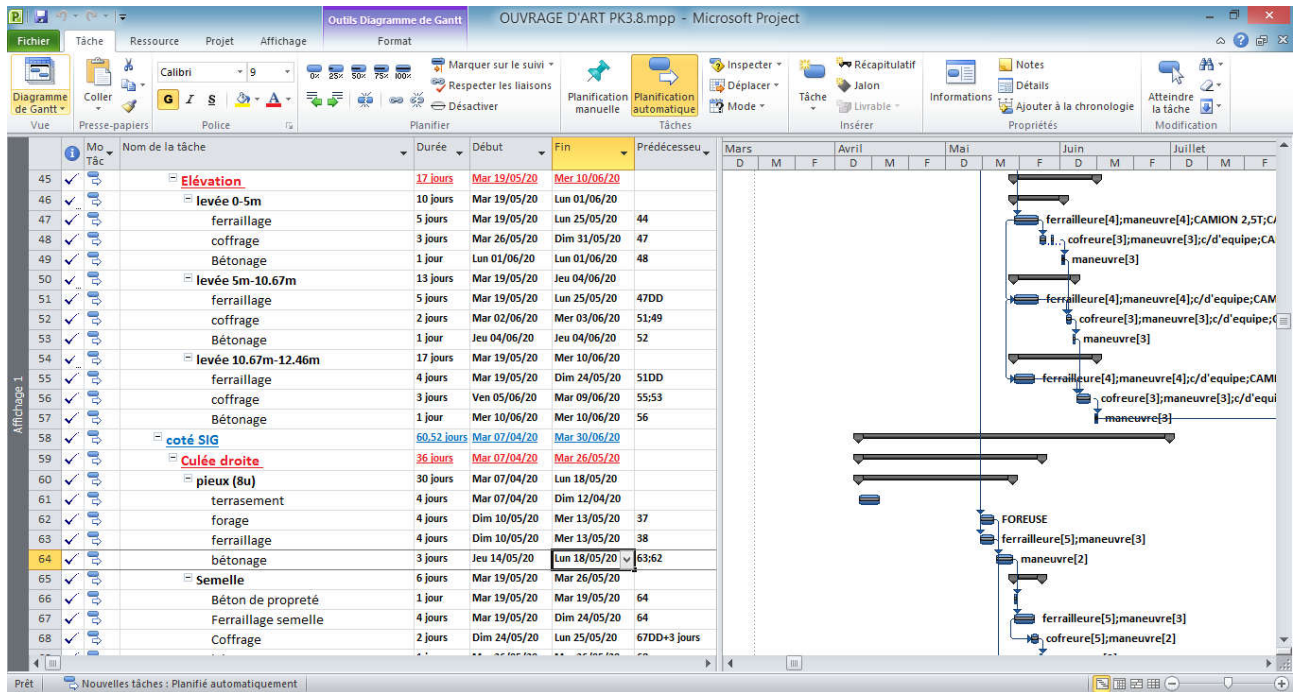 Outils Diagramme de Gantt OUVRAGE D'ART PK3.8.mpp - Microsoft Project
Fichier Tâche Ressource Projet Affichage Format
Diagramme de Gantt
Vue
Coller
Presse-papiers
Calibri 9
G I S A
Police
0% 25% 50% 75% 100%
Marquer sur le suivi
Respecter les liaisons
Désactiver
Planifier
Planification manuelle
Planification automatique
Inspecter
Déplacer
Mode
Tâches
Tâche
Récapitulatif
Jalon
Livrable
Insérer
Informations
Notes
Détails
Ajouter à la chronologie
Propriétés
Atteindre la tâche
Modification
Mo Tâc Nom de la tâche Durée Début Fin Prédécesseu
Mars Avril Mai Juin Juillet
D M F D M F D M F D M F D M F
45 Elévation 17 jours Mar 19/05/20 Mer 10/06/20
46 levée 0-5m 10 jours Mar 19/05/20 Lun 01/06/20
47 ferraillage 5 jours Mar 19/05/20 Lun 25/05/20 44 ferrailleure[4];maneuvre[4];CAMION 2,5T;CA
48 coffrage 3 jours Mar 26/05/20 Dim 31/05/20 47 cofreure[3];maneuvre[3];c/d'equipe;CA
49 Bétonage 1 jour Lun 01/06/20 Lun 01/06/20 48 maneuvre[3]
50 levée 5m-10.67m 13 jours Mar 19/05/20 Jeu 04/06/20
51 ferraillage 5 jours Mar 19/05/20 Lun 25/05/20 47DD ferrailleure[4];maneuvre[4];c/d'equipe;CAM
52 coffrage 2 jours Mar 02/06/20 Mer 03/06/20 51;49 cofreure[3];maneuvre[3];c/d'equipe;
53 Bétonage 1 jour Jeu 04/06/20 Jeu 04/06/20 52 maneuvre[3]
54 levée 10.67m-12.46m 17 jours Mar 19/05/20 Mer 10/06/20
55 ferraillage 4 jours Mar 19/05/20 Dim 24/05/20 51DD ferrailleure[4];maneuvre[4];c/d'equipe;CAMI
56 coffrage 3 jours Ven 05/06/20 Mar 09/06/20 55;53 cofreure[3];maneuvre[3];c/d'equi
57 Bétonage 1 jour Mer 10/06/20 Mer 10/06/20 56 maneuvre[3]
58 coté SIG 60.52 jours Mar 07/04/20 Mar 30/06/20
59 Culée droite 36 jours Mar 07/04/20 Mar 26/05/20
60 pieux (8u) 30 jours Mar 07/04/20 Lun 18/05/20
61 terrasement 4 jours Mar 07/04/20 Dim 12/04/20
62 forage 4 jours Dim 10/05/20 Mer 13/05/20 37 FOREUSE
63 ferraillage 4 jours Dim 10/05/20 Mer 13/05/20 38 ferrailleure[5];maneuvre[3]
64 bétonage 3 jours Jeu 14/05/20 Lun 18/05/20 63;62 maneuvre[2]
65 Semelle 6 jours Mar 19/05/20 Mar 26/05/20
66 Béton de propreté 1 jour Mar 19/05/20 Mar 19/05/20 64
67 Ferraillage semelle 4 jours Mar 19/05/20 Dim 24/05/20 64 ferrailleure[5];maneuvre[3]
68 Coffrage 2 jours Dim 24/05/20 Lun 25/05/20 67DD+3 jours cofreure[5];maneuvre[2]
Affichage 1
Prêt Nouvelles tâches : Planifié automatiquement